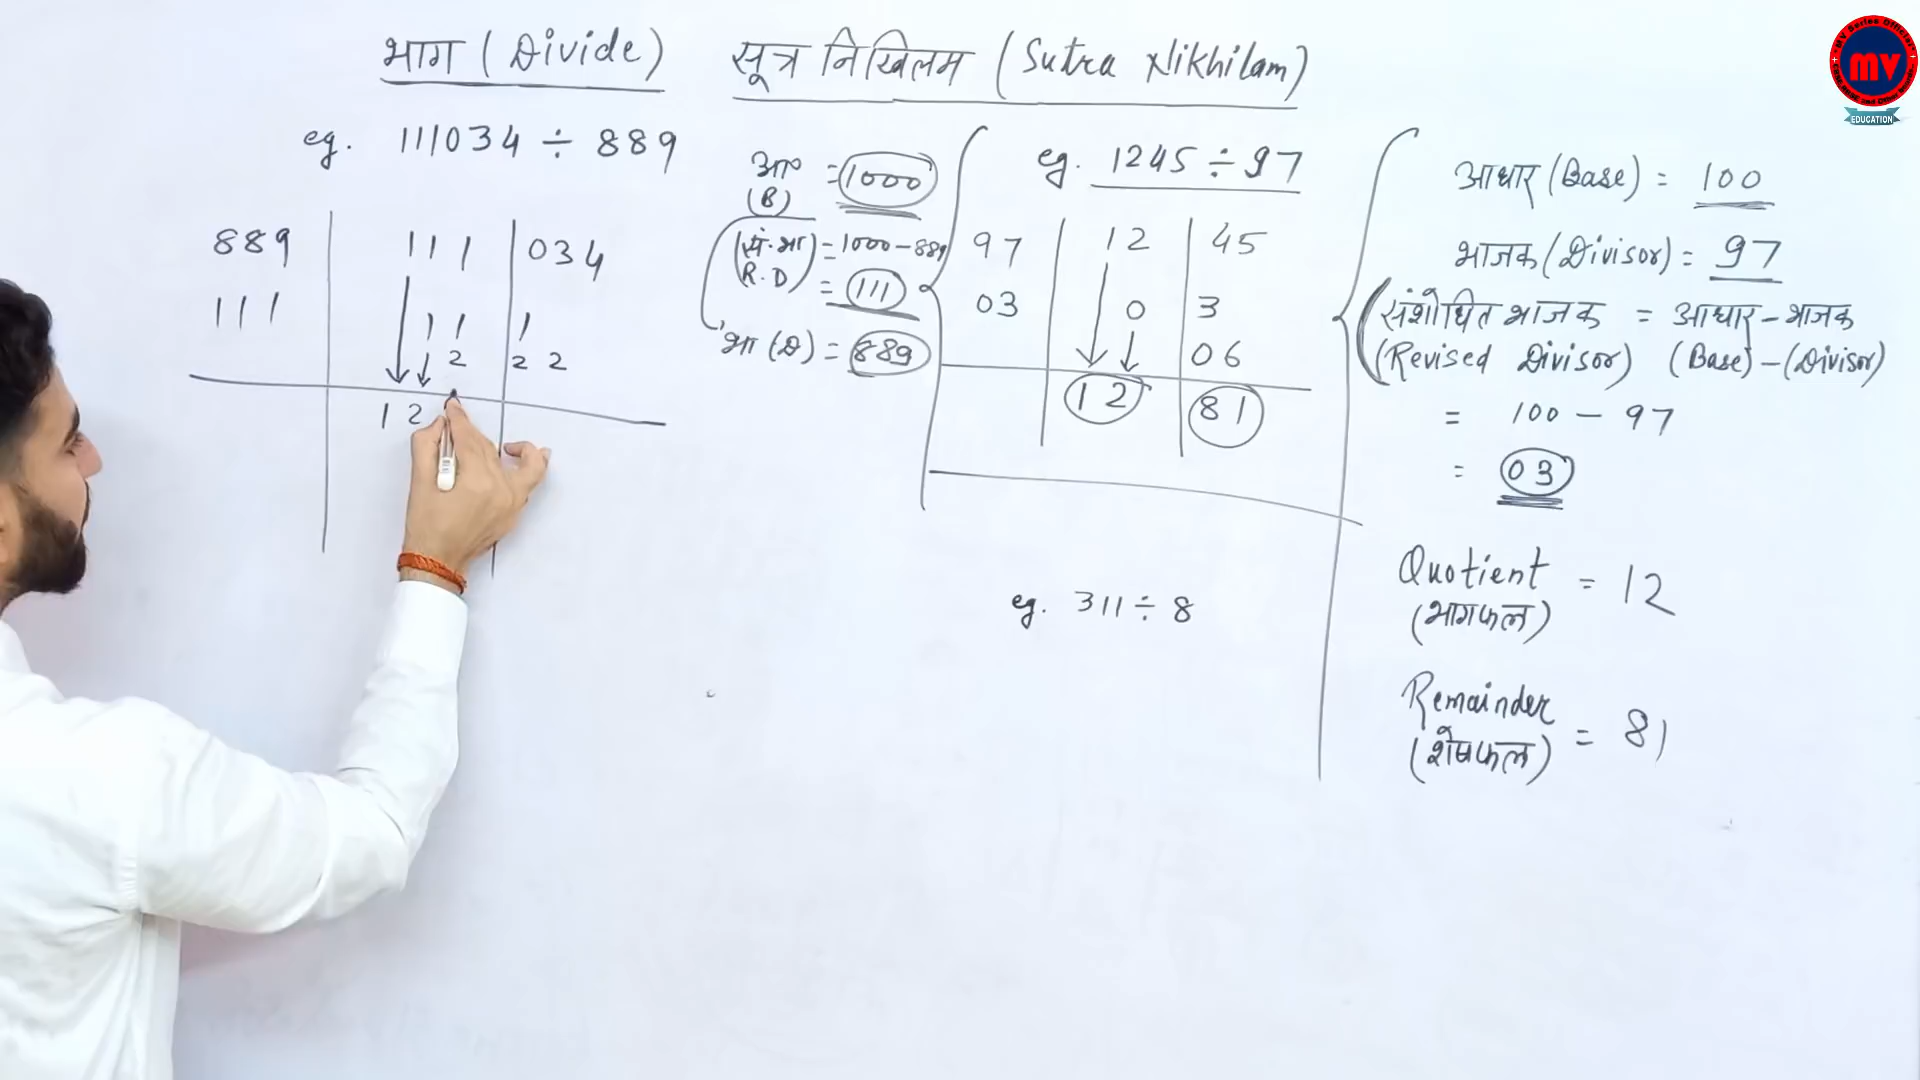 भाग (Divide) सूत्र निखिलम (Sutra Nikhilam)
eg. 111034 ÷ 889
889 111 034
111 11 1
2 22
12
आ० = 1000
(B)
(सं.भा) = 1000-889
R.D) = 111
भा (D) = 889
eg. 1245 ÷ 97
97 12 45
03 0 3
06
12 81
eg. 311 ÷ 8
आधार (Base) = 100
भाजक (Divisor) = 97
(संशोधित भाजक = आधार - भाजक
(Revised Divisor) (Base) - (Divisor)
= 100 - 97
= 03
Quotient = 12
(भागफल)
Remainder = 81
(शेषफल)
MV
EDUCATION